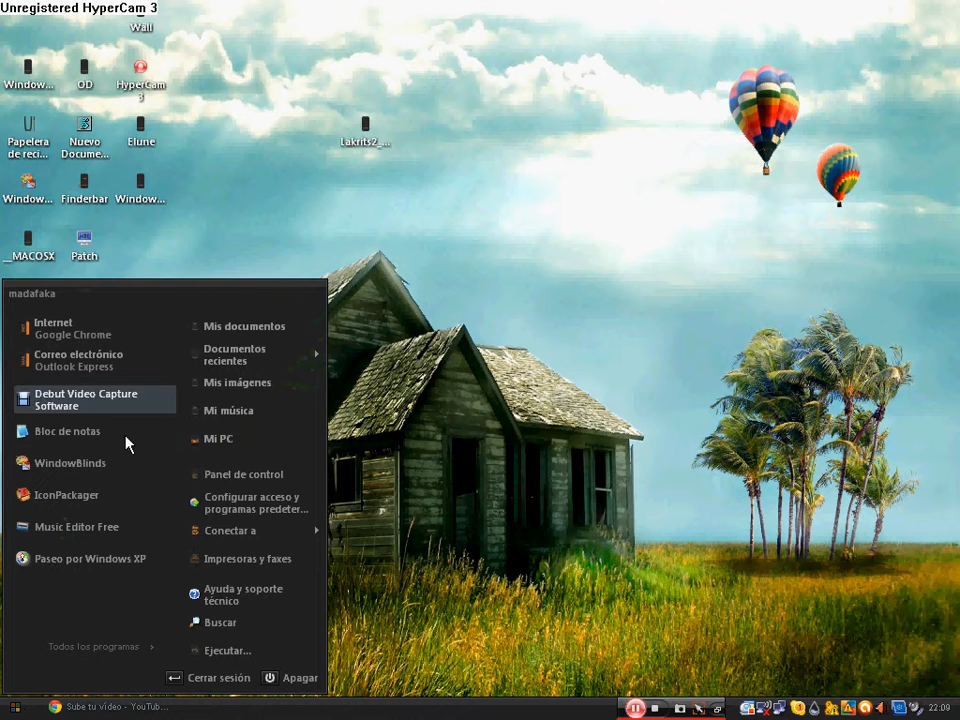 Unregistered HyperCam 3
Wall
Window...
OD
HyperCam
3
Papelera
de reci...
Nuevo
Docume...
Elune
Lakrits2_...
Window...
Finderbar
Window...
__MACOSX
Patch
madafaka
Internet
Google Chrome
Correo electrónico
Outlook Express
Debut Video Capture
Software
Bloc de notas
WindowBlinds
IconPackager
Music Editor Free
Paseo por Windows XP
Todos los programas
Mis documentos
Documentos
recientes
Mis imágenes
Mi música
Mi PC
Panel de control
Configurar acceso y
programas predeter...
Conectar a
Impresoras y faxes
Ayuda y soporte
técnico
Buscar
Ejecutar...
Cerrar sesión
Apagar
Sube tu vídeo - YouTub...
22:09